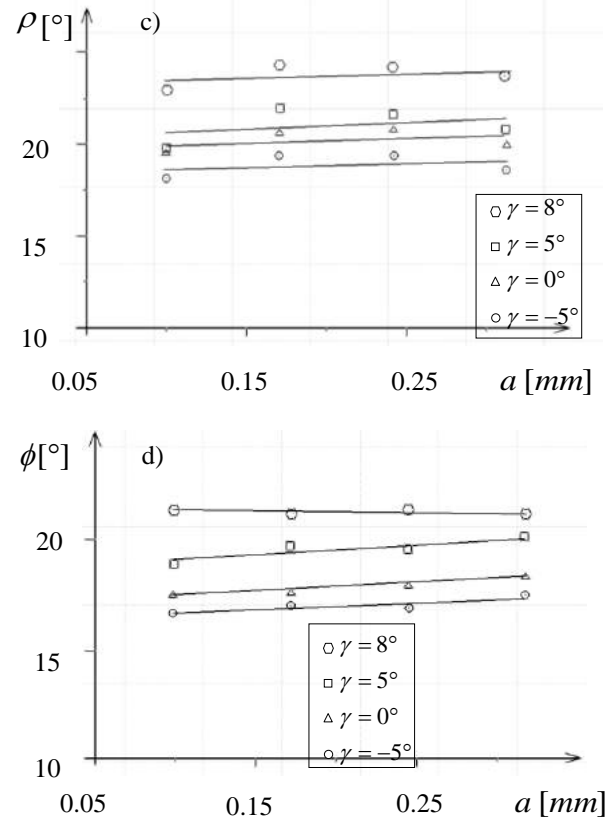 ρ[°]
c)
20
15
10
γ = 8°
γ = 5°
γ = 0°
γ = −5°
0.05 0.15 0.25 a [mm]
ϕ[°]
d)
20
15
10
γ = 8°
γ = 5°
γ = 0°
γ = −5°
0.05 0.15 0.25 a [mm]